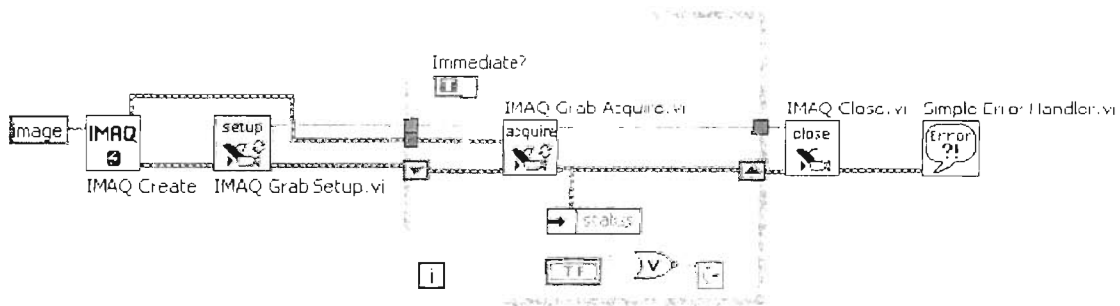 Immediate?
T
IMAQ Grab Acquire.vi
IMAQ Close.vi
Simple Error Handler.vi
image
IMAQ
setup
acquire
close
Error
?!
IMAQ Create
IMAQ Grab Setup.vi
status
i
TF
V